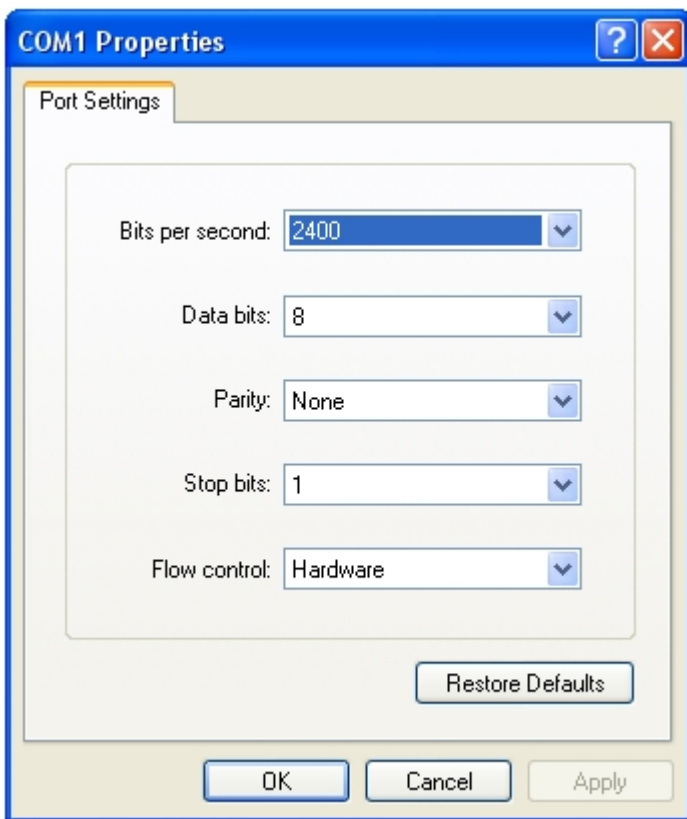 COM1 Properties
Port Settings
Bits per second: 2400
Data bits: 8
Parity: None
Stop bits: 1
Flow control: Hardware
Restore Defaults
OK Cancel Apply